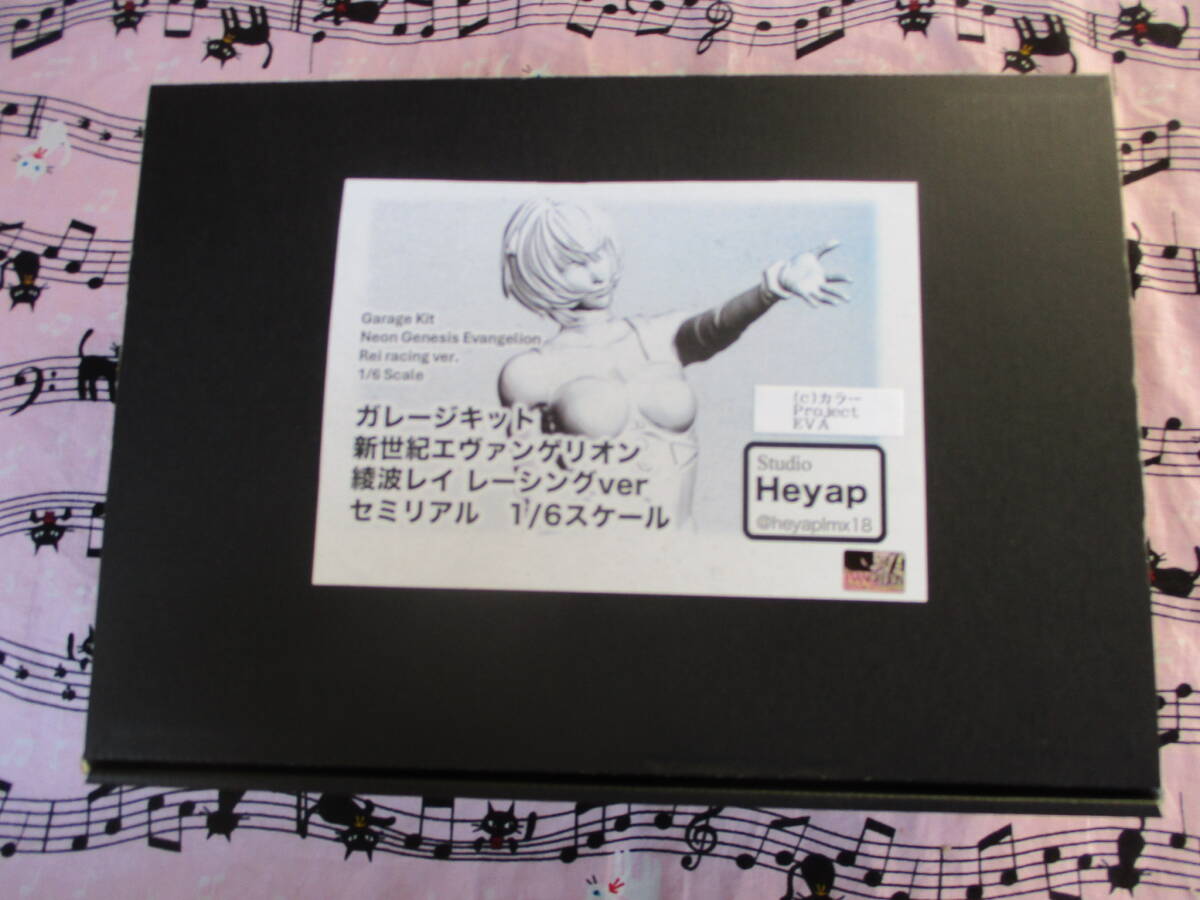 Garage Kit
Neon Genesis Evangelion
Rei racing ver.
1/6 Scale
ガレージキット
新世紀エヴァンゲリオン
綾波レイ レーシングver
セミリアル 1/6スケール
(c)カラー
Project
EVA
Studio
Heyap
@heyaplmx18
EVANGELION